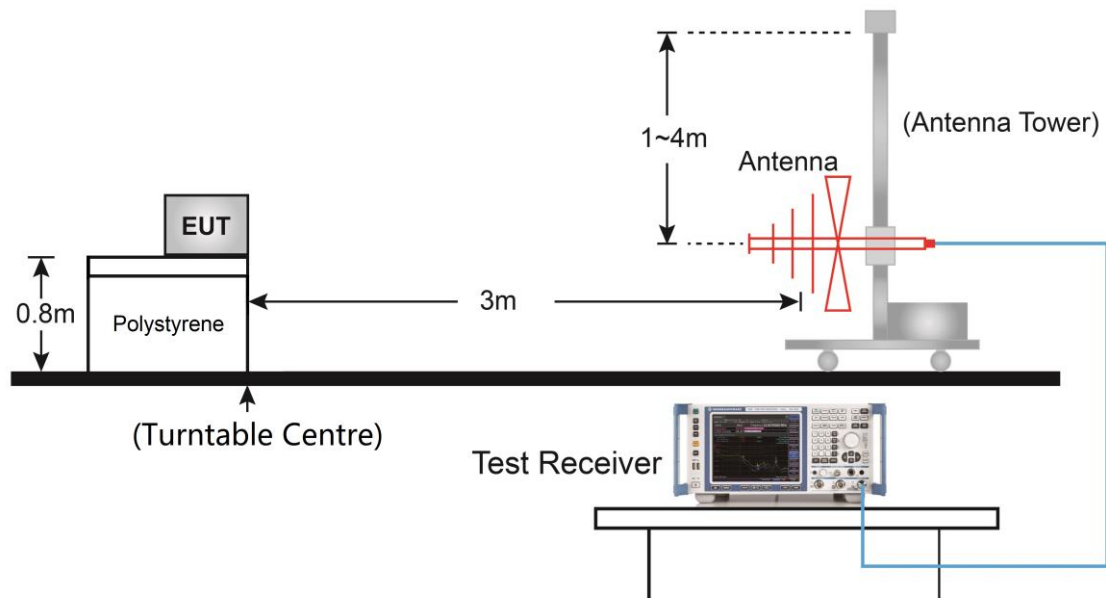 1~4m
(Antenna Tower)
Antenna
EUT
0.8m
Polystyrene
3m
(Turntable Centre)
Test Receiver